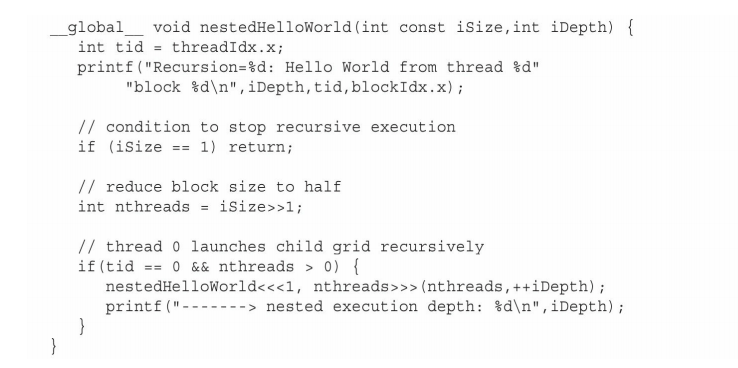 __global__ void nestedHelloWorld(int const iSize,int iDepth) {
   int tid = threadIdx.x;
   printf("Recursion=%d: Hello World from thread %d"
        "block %d\n",iDepth,tid,blockIdx.x);

   // condition to stop recursive execution
   if (iSize == 1) return;

   // reduce block size to half
   int nthreads = iSize>>1;

   // thread 0 launches child grid recursively
   if(tid == 0 && nthreads > 0) {
      nestedHelloWorld<<<1, nthreads>>>(nthreads,++iDepth);
      printf("-------> nested execution depth: %d\n",iDepth);
   }
}